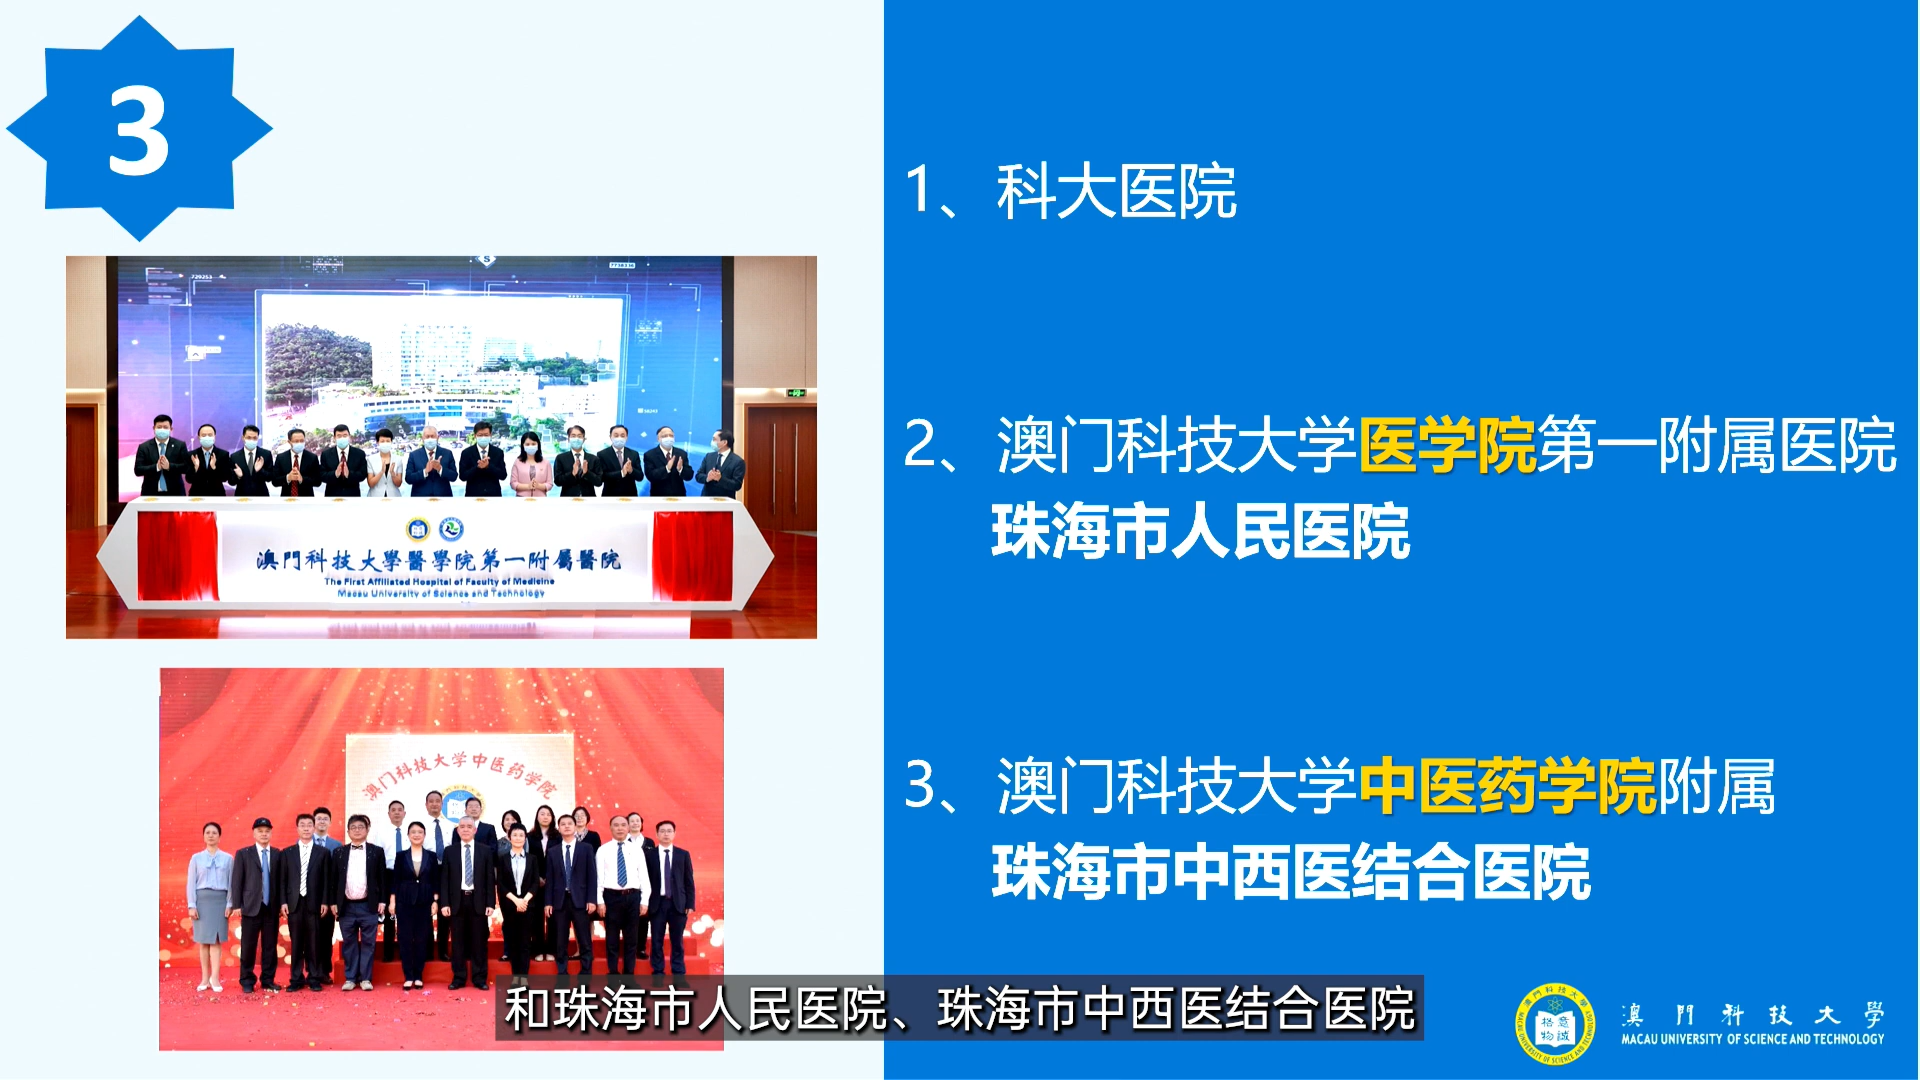 3
1、科大医院
2、澳门科技大学医学院第一附属医院
珠海市人民医院
3、澳门科技大学中医药学院附属
珠海市中西医结合医院
澳門科技大學醫學院第一附屬醫院
The First Affiliated Hospital of Faculty of Medicine
Macau University of Science and Technology
澳门科技大学中医药学院
和珠海市人民医院、珠海市中西医结合医院
澳門科技大學
MACAU UNIVERSITY OF SCIENCE AND TECHNOLOGY